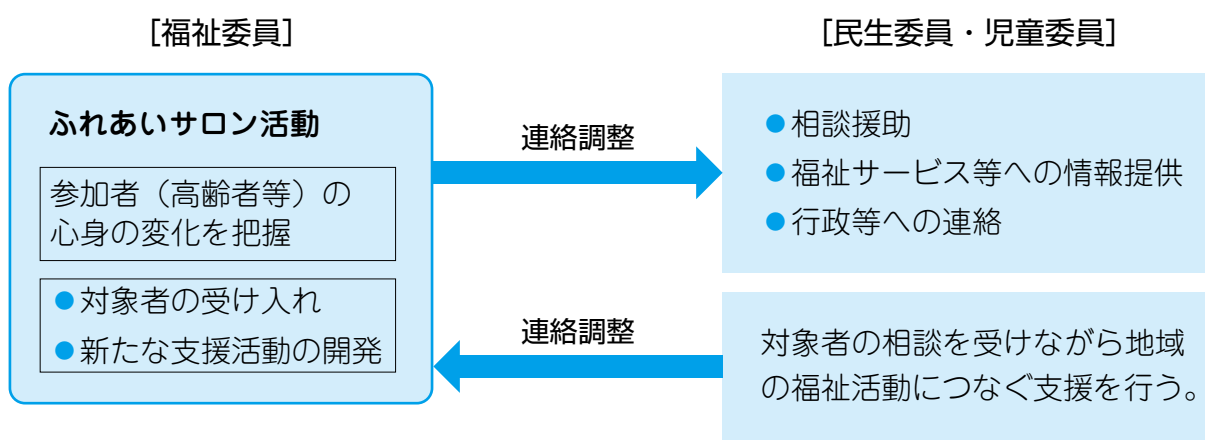 [福祉委員]
ふれあいサロン活動
参加者（高齢者等）の
心身の変化を把握
●対象者の受け入れ
●新たな支援活動の開発
連絡調整
連絡調整
[民生委員・児童委員]
●相談援助
●福祉サービス等への情報提供
●行政等への連絡
対象者の相談を受けながら地域
の福祉活動につなぐ支援を行う。